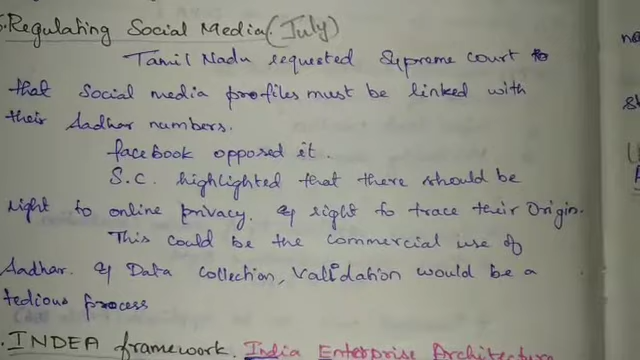 5. Regulating Social Media. (July)
Tamil Nadu requested Supreme court to
that social media profiles must be linked with
their Aadhar numbers.
facebook opposed it.
S.C. highlighted that there should be
right to online privacy. & right to trace their Origin.
This could be the commercial use of
Aadhar. & Data collection, Validation would be a
tedious process
. INDEA framework. India Enterprise Architecture